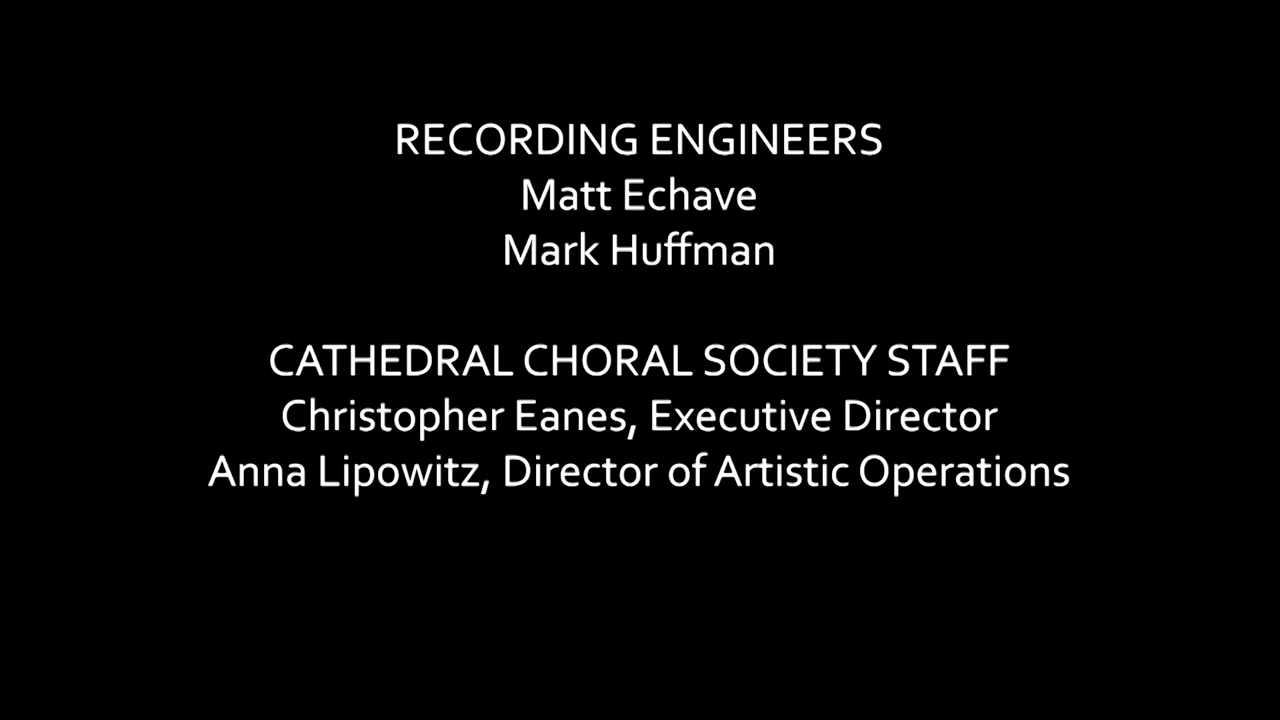 RECORDING ENGINEERS
Matt Echave
Mark Huffman
CATHEDRAL CHORAL SOCIETY STAFF
Christopher Eanes, Executive Director
Anna Lipowitz, Director of Artistic Operations